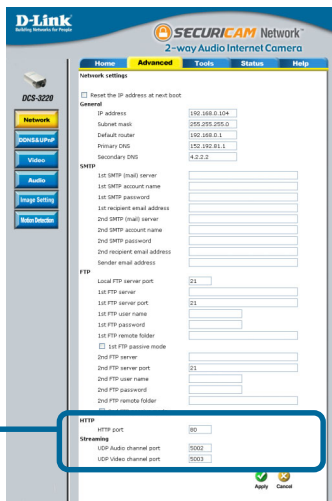 D-Link
Building Networks for People
SECURICAM Network™
2-way Audio Internet Camera
DCS-3220
Home Advanced Tools Status Help
Network
DDNS&UPnP
Video
Audio
Image Setting
Motion Detection
Network settings
Reset the IP address at next boot
General
IP address 192.168.0.104
Subnet mask 255.255.255.0
Default router 192.168.0.1
Primary DNS 152.192.81.1
Secondary DNS 4.2.2.2
SMTP
1st SMTP (mail) server
1st SMTP account name
1st SMTP password
1st recipient email address
2nd SMTP (mail) server
2nd SMTP account name
2nd SMTP password
2nd recipient email address
Sender email address
FTP
Local FTP server port 21
1st FTP server
1st FTP server port 21
1st FTP user name
1st FTP password
1st FTP remote folder
1st FTP passive mode
2nd FTP server
2nd FTP server port 21
2nd FTP user name
2nd FTP password
2nd FTP remote folder
HTTP
HTTP port 80
Streaming
UDP Audio channel port 5002
UDP Video channel port 5003
Apply Cancel